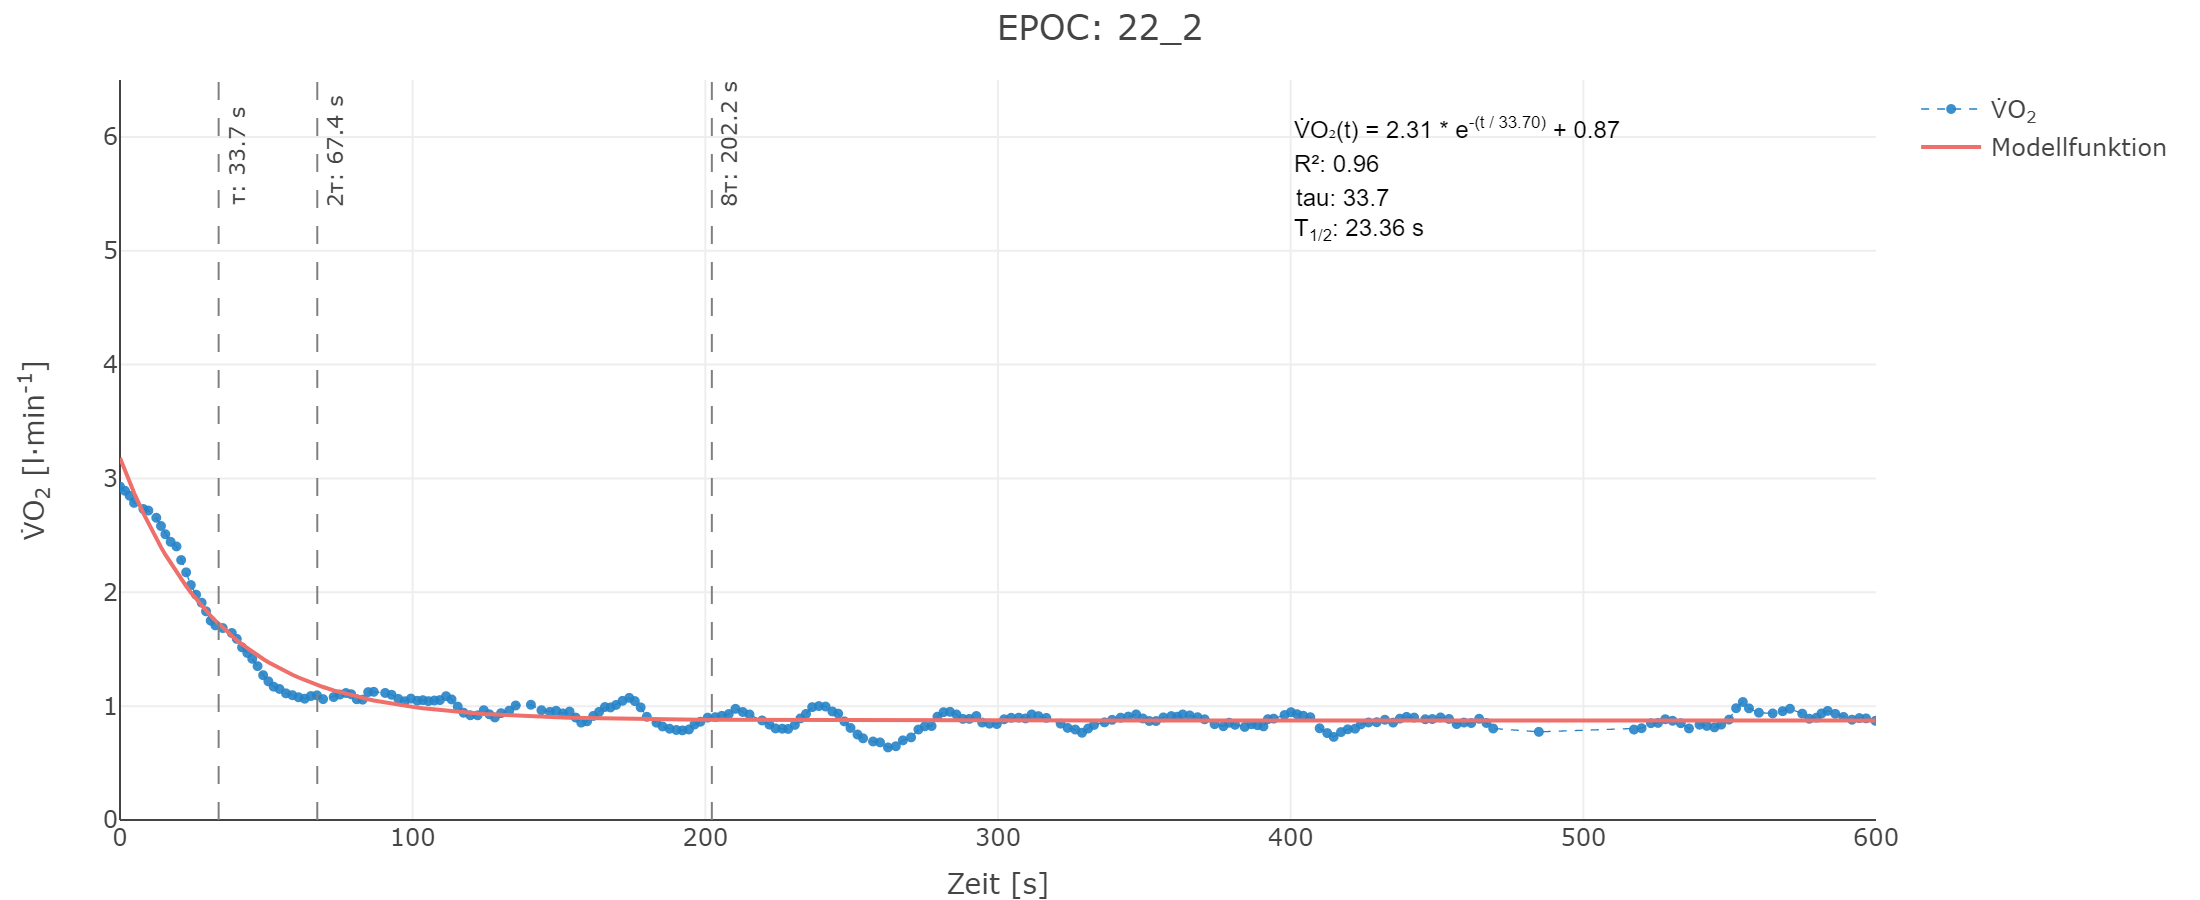 EPOC: 22_2
τ: 33.7 s
2τ: 67.4 s
8τ: 202.2 s
V̇O₂(t) = 2.31 * e^-(t / 33.70) + 0.87
R²: 0.96
tau: 33.7
T1/2: 23.36 s
V̇O₂
Modellfunktion
V̇O₂ [l·min⁻¹]
6
5
4
3
2
1
0
0 100 200 300 400 500 600
Zeit [s]